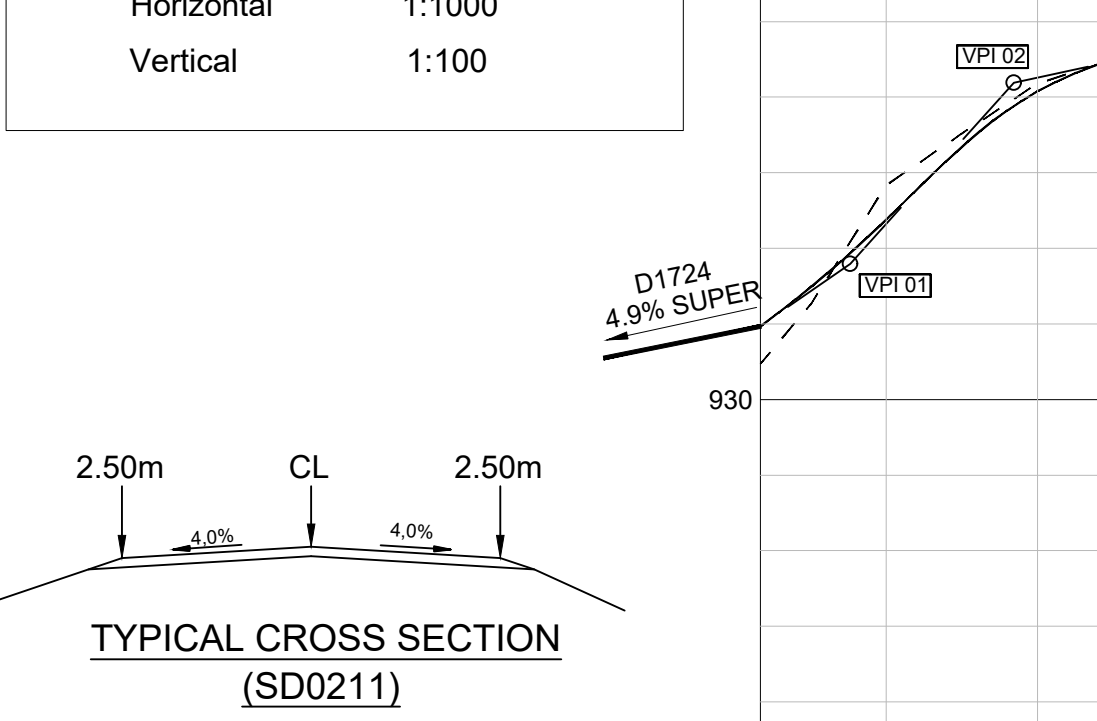 Horizontal 1:1000
Vertical 1:100
VPI 02
D1724
4.9% SUPER
VPI 01
930
2.50m CL 2.50m
4,0% 4,0%
TYPICAL CROSS SECTION
(SD0211)